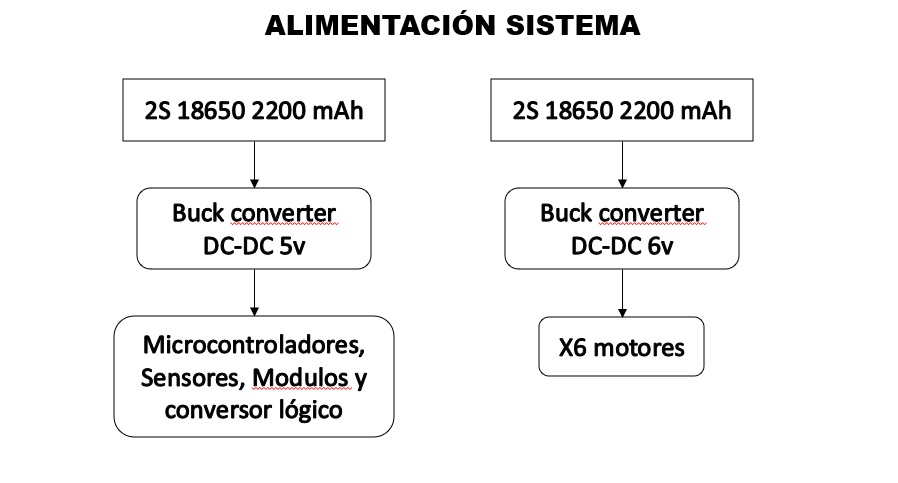 ALIMENTACIÓN SISTEMA
2S 18650 2200 mAh
Buck converter
DC-DC 5v
Microcontroladores,
Sensores, Modulos y
conversor lógico
2S 18650 2200 mAh
Buck converter
DC-DC 6v
X6 motores